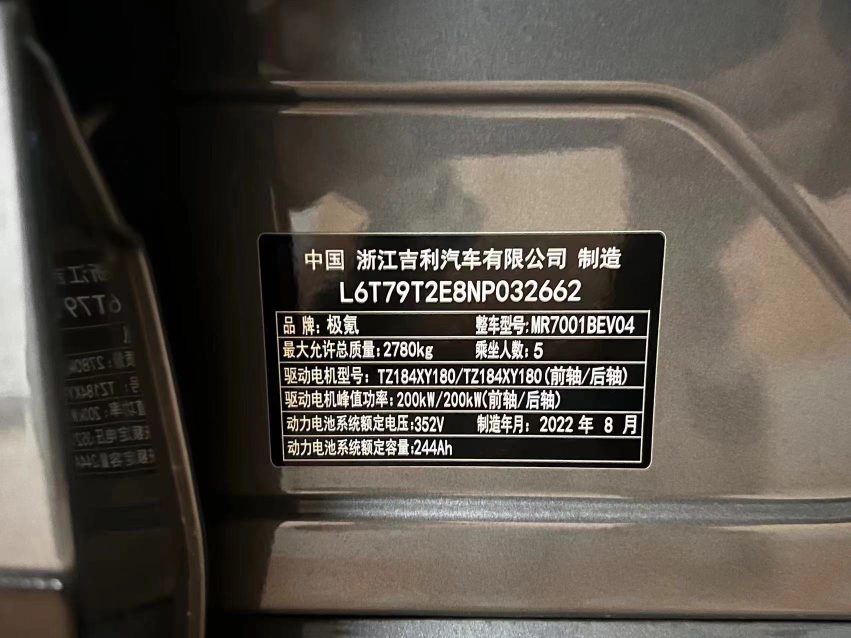 中国 浙江吉利汽车有限公司 制造
L6T79T2E8NP032662
品牌:极氪 整车型号:MR7001BEV04
最大允许总质量:2780kg 乘坐人数:5
驱动电机型号:TZ184XY180/TZ184XY180(前轴/后轴)
驱动电机峰值功率:200kW/200kW(前轴/后轴)
动力电池系统额定电压:352V 制造年月:2022 年 8 月
动力电池系统额定容量:244Ah